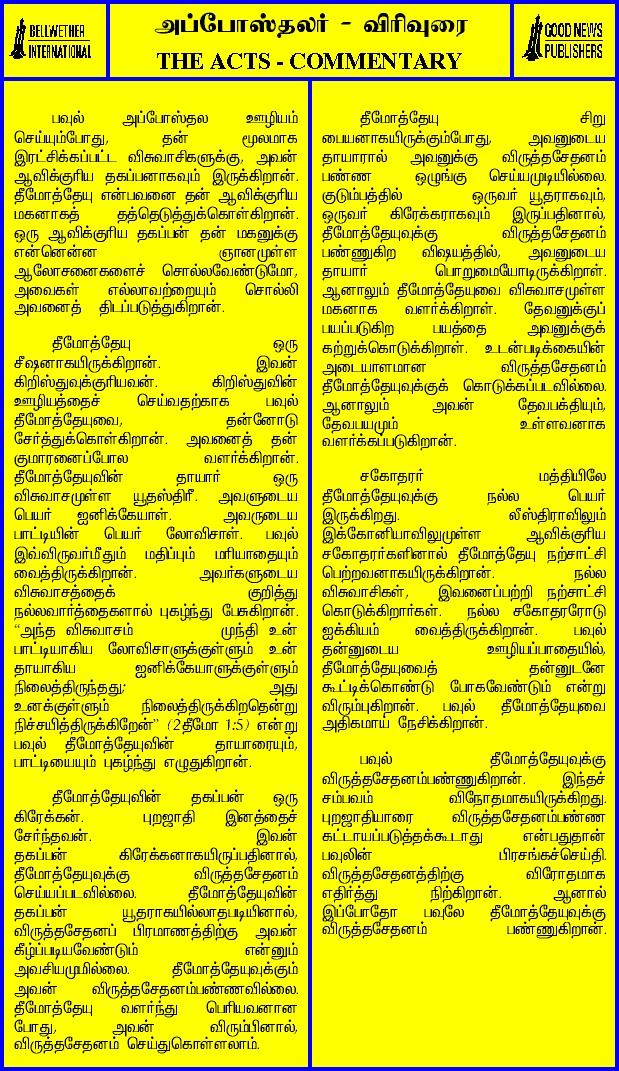 BELLWETHER
INTERNATIONAL
அப்போஸ்தலர் - விரிவுரை
THE ACTS - COMMENTARY
GOOD NEWS
PUBLISHERS
பவுல் அப்போஸ்தல ஊழியம்
செய்யும்போது, தன் மூலமாக
இரட்சிக்கப்பட்ட விசுவாசிகளுக்கு, அவன்
ஆவிக்குரிய தகப்பனாகவும் இருக்கிறான்.
தீமோத்தேயு என்பவனை தன் ஆவிக்குரிய
மகனாகத் தத்தெடுத்துக்கொள்கிறான்.
ஒரு ஆவிக்குரிய தகப்பன் தன் மகனுக்கு
என்னென்ன ஞானமுள்ள
ஆலோசனைகளைச் சொல்லவேண்டுமோ,
அவைகள் எல்லாவற்றையும் சொல்லி
அவனைத் திடப்படுத்துகிறான்.
தீமோத்தேயு ஒரு
சீஷனாகயிருக்கிறான். இவன்
கிறிஸ்துவுக்குரியவன். கிறிஸ்துவின்
ஊழியத்தைச் செய்வதற்காக பவுல்
தீமோத்தேயுவை, தன்னோடு
சேர்த்துக்கொள்கிறான். அவனைத் தன்
குமாரனைப்போல வளர்க்கிறான்.
தீமோத்தேயுவின் தாயார் ஒரு
விசுவாசமுள்ள யூதஸ்திரீ. அவளுடைய
பெயர் ஐனிக்கேயாள். அவருடைய
பாட்டியின் பெயர் லோவிசாள். பவுல்
இவ்விருவர்மீதும் மதிப்பும் மரியாதையும்
வைத்திருக்கிறான். அவர்களுடைய
விசுவாசத்தைக் குறித்து
நல்லவார்த்தைகளால் புகழ்ந்து பேசுகிறான்.
“அந்த விசுவாசம் முந்தி உன்
பாட்டியாகிய லோவிசாளுக்குள்ளும் உன்
தாயாகிய ஐனிக்கேயாளுக்குள்ளும்
நிலைத்திருந்தது; அது
உனக்குள்ளும் நிலைத்திருக்கிறதென்று
நிச்சயித்திருக்கிறேன்” (2தீமோ 1:5) என்று
பவுல் தீமோத்தேயுவின் தாயாரையும்,
பாட்டியையும் புகழ்ந்து எழுதுகிறான்.
தீமோத்தேயுவின் தகப்பன் ஒரு
கிரேக்கன். புறஜாதி இனத்தைச்
சேர்ந்தவன். இவன்
தகப்பன் கிரேக்கனாகயிருப்பதினால்,
தீமோத்தேயுவுக்கு விருத்தசேதனம்
செய்யப்படவில்லை. தீமோத்தேயுவின்
தகப்பன் யூதராகயில்லாதபடியினால்,
விருத்தசேதனப் பிரமாணத்திற்கு அவன்
கீழ்ப்படியவேண்டும் என்னும்
அவசியமுமில்லை. தீமோத்தேயுவுக்கும்
அவன் விருத்தசேதனம்பண்ணவில்லை.
தீமோத்தேயு வளர்ந்து பெரியவனான
போது, அவன் விரும்பினால்,
விருத்தசேதனம் செய்துகொள்ளலாம்.
தீமோத்தேயு சிறு
பையனாகயிருக்கும்போது, அவனுடைய
தாயாரால் அவனுக்கு விருத்தசேதனம்
பண்ண ஒழுங்கு செய்யமுடியவில்லை.
குடும்பத்தில் ஒருவர் யூதராகவும்,
ஒருவர் கிரேக்கராகவும் இருப்பதினால்,
தீமோத்தேயுவுக்கு விருத்தசேதனம்
பண்ணுகிற விஷயத்தில், அவனுடைய
தாயார் பொறுமையோடிருக்கிறாள்.
ஆனாலும் தீமோத்தேயுவை விசுவாசமுள்ள
மகனாக வளர்க்கிறாள். தேவனுக்குப்
பயப்படுகிற பயத்தை அவனுக்குக்
கற்றுக்கொடுக்கிறாள். உடன்படிக்கையின்
அடையாளமான விருத்தசேதனம்
தீமோத்தேயுவுக்குக் கொடுக்கப்படவில்லை.
ஆனாலும் அவன் தேவபக்தியும்,
தேவபயமும் உள்ளவனாக
வளர்க்கப்படுகிறான்.
சகோதரர் மத்தியிலே
தீமோத்தேயுவுக்கு நல்ல பெயர்
இருக்கிறது. லீஸ்திராவிலும்
இக்கோனியாவிலுமுள்ள ஆவிக்குரிய
சகோதரர்களினால் தீமோத்தேயு நற்சாட்சி
பெற்றவனாகயிருக்கிறான். நல்ல
விசுவாசிகள், இவனைப்பற்றி நற்சாட்சி
கொடுக்கிறார்கள். நல்ல சகோதரரோடு
ஐக்கியம் வைத்திருக்கிறான். பவுல்
தன்னுடைய ஊழியப்பாதையில்,
தீமோத்தேயுவைத் தன்னுடனே
கூட்டிக்கொண்டு போகவேண்டும் என்று
விரும்புகிறான். பவுல் தீமோத்தேயுவை
அதிகமாய் நேசிக்கிறான்.
பவுல் தீமோத்தேயுவுக்கு
விருத்தசேதனம்பண்ணுகிறான். இந்தச்
சம்பவம் விநோதமாகயிருக்கிறது.
புறஜாதியாரை விருத்தசேதனம்பண்ண
கட்டாயப்படுத்தக்கூடாது என்பதுதான்
பவுலின் பிரசங்கச்செய்தி.
விருத்தசேதனத்திற்கு விரோதமாக
எதிர்த்து நிற்கிறான். ஆனால்
இப்போதோ பவுலே தீமோத்தேயுவுக்கு
விருத்தசேதனம் பண்ணுகிறான்.